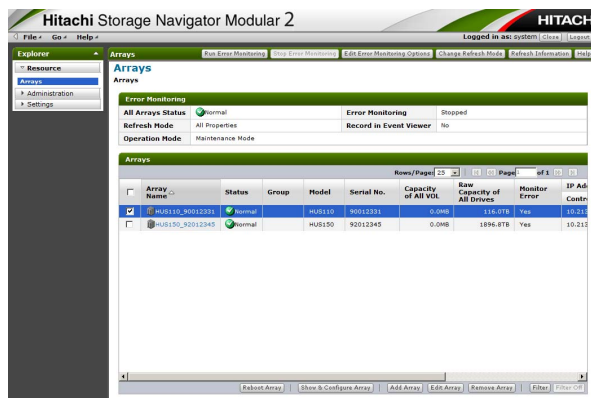 Hitachi Storage Navigator Modular 2
HITACH
File Go Help
Logged in as: system Close Logout
Explorer
Arrays Run Error Monitoring Stop Error Monitoring Edit Error Monitoring Options Change Refresh Mode Refresh Information Help
Resource
Arrays
Administration
Settings
Arrays
Arrays
Error Monitoring
All Arrays Status Normal Error Monitoring Stopped
Refresh Mode All Properties Record in Event Viewer No
Operation Mode Maintenance Mode
Arrays
Rows/Page: 25 Page 1 of 1
Array Name Status Group Model Serial No. Capacity of All VOL Raw Capacity of All Drives Monitor Error IP Ad
Contr
HUS110_90012331 Normal HUS110 90012331 0.0MB 116.0TB Yes 10.213
HUS150_92012345 Normal HUS150 92012345 0.0MB 1896.8TB Yes 10.213
Reboot Array Show & Configure Array Add Array Edit Array Remove Array Filter Filter Off